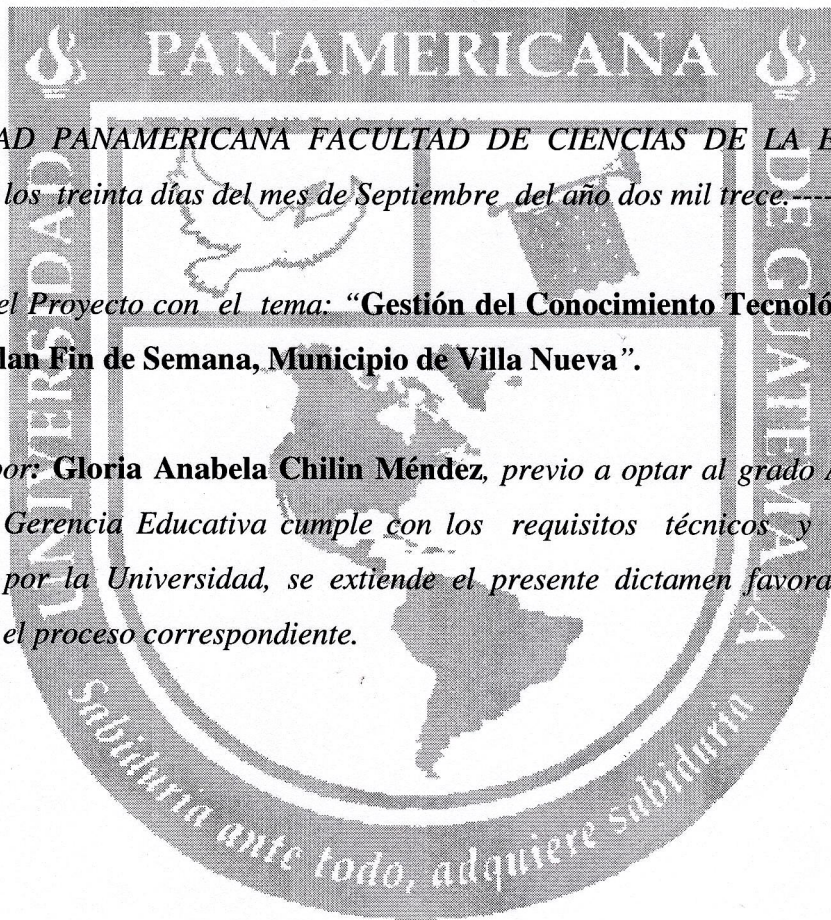 PANAMERICANA
UNIVERSIDAD
DE GUATEMALA
AD PANAMERICANA FACULTAD DE CIENCIAS DE LA E
los treinta días del mes de Septiembre del año dos mil trece.----
el Proyecto con el tema: “Gestión del Conocimiento Tecnoló
lan Fin de Semana, Municipio de Villa Nueva”.
por: Gloria Anabela Chilin Méndez, previo a optar al grado A
Gerencia Educativa cumple con los requisitos técnicos y
por la Universidad, se extiende el presente dictamen favora
el proceso correspondiente.
Sabiduría ante todo, adquiere sabiduría